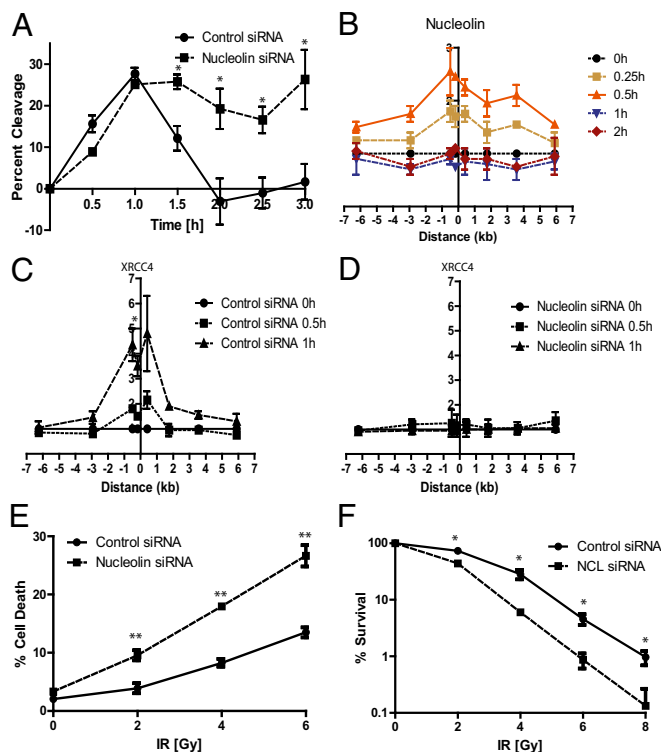 A
Control siRNA
Nucleolin siRNA
Percent Cleavage
40
30
20
10
0
-10
* * * *
0.5 1.0 1.5 2.0 2.5 3.0
Time [h]
B
Nucleolin
3
0h
0.25h
0.5h
1h
2h
-7 -6 -5 -4 -3 -2 -1 0 1 2 3 4 5 6 7
Distance (kb)
C
XRCC4
7
6
5
4
3
2
*
Control siRNA 0h
Control siRNA 0.5h
Control siRNA 1h
-7 -6 -5 -4 -3 -2 -1 0 1 2 3 4 5 6 7
Distance (kb)
D
XRCC4
7
6
5
4
3
2
Nucleolin siRNA 0h
Nucleolin siRNA 0.5h
Nucleolin siRNA 1h
-7 -6 -5 -4 -3 -2 -1 0 1 2 3 4 5 6 7
Distance (kb)
E
Control siRNA
Nucleolin siRNA
% Cell Death
30
20
10
0
** ** **
0 2 4 6
IR [Gy]
F
Control siRNA
NCL siRNA
% Survival
100
10
1
0.1
* * * *
0 2 4 6 8
IR [Gy]